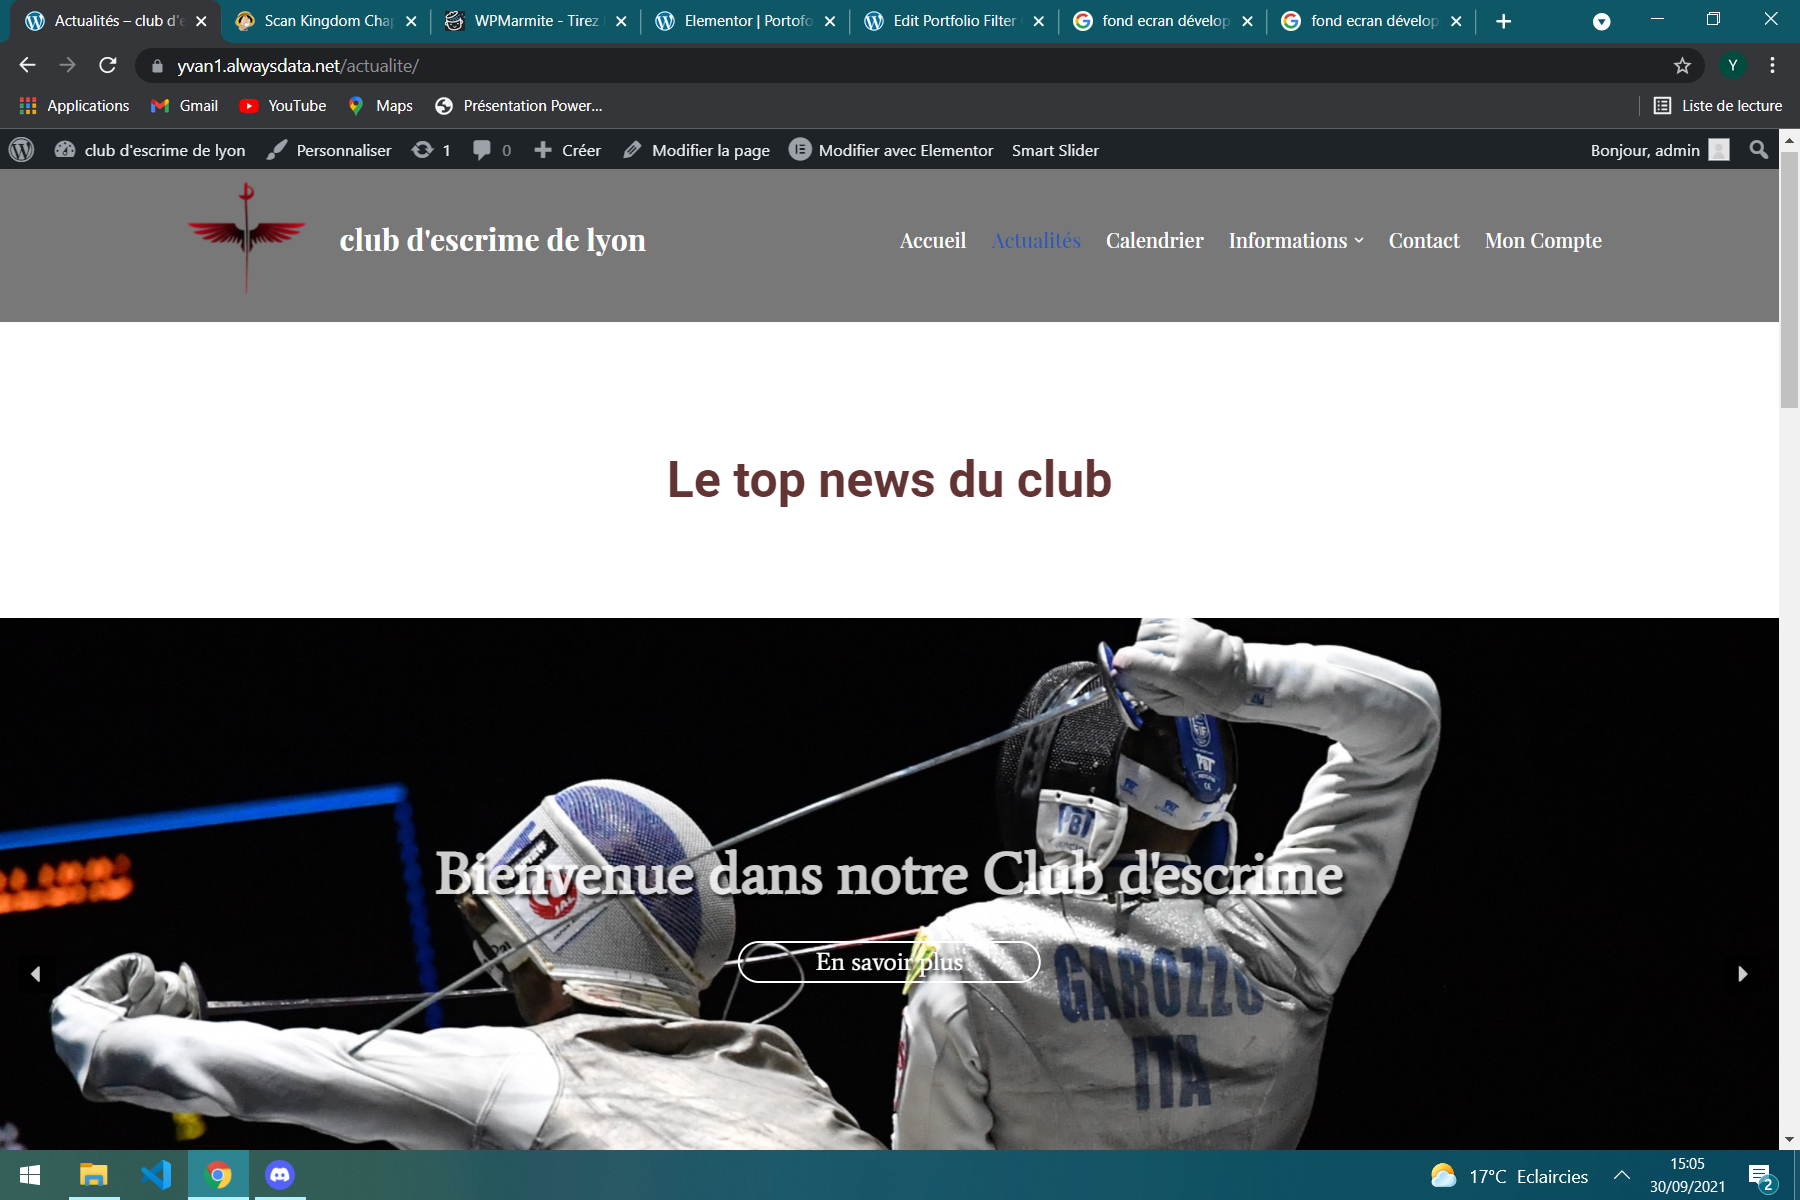 Actualités – club d'e
Scan Kingdom Cha
WPMarmite - Tirez
Elementor | Portofo
Edit Portfolio Filter
fond ecran dévelop
fond ecran dévelop
yvan1.alwaysdata.net/actualite/
Y
Applications
Gmail
YouTube
Maps
Présentation Power...
Liste de lecture
club d'escrime de lyon
Personnaliser
1
0
Créer
Modifier la page
Modifier avec Elementor
Smart Slider
Bonjour, admin
club d'escrime de lyon
Accueil
Actualités
Calendrier
Informations
Contact
Mon Compte
Le top news du club
Bienvenue dans notre Club d'escrime
En savoir plus
JAL
PBT
GAROZZO
ITA
17°C Eclaircies
15:05
30/09/2021
2